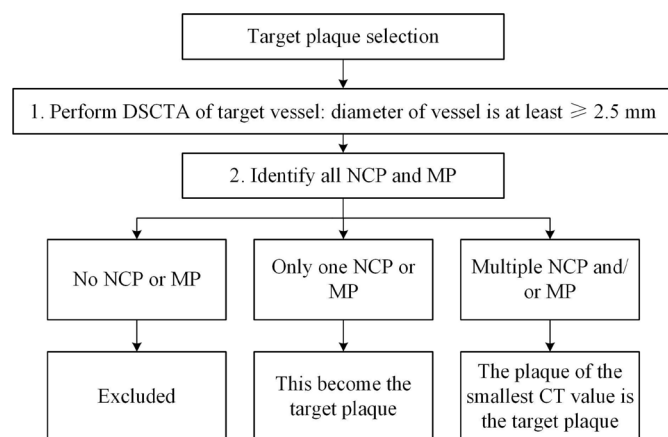 Target plaque selection
1. Perform DSCTA of target vessel: diameter of vessel is at least ≥ 2.5 mm
2. Identify all NCP and MP
No NCP or MP
Only one NCP or
MP
Multiple NCP and/
or MP
Excluded
This become the
target plaque
The plaque of the
smallest CT value is
the target plaque